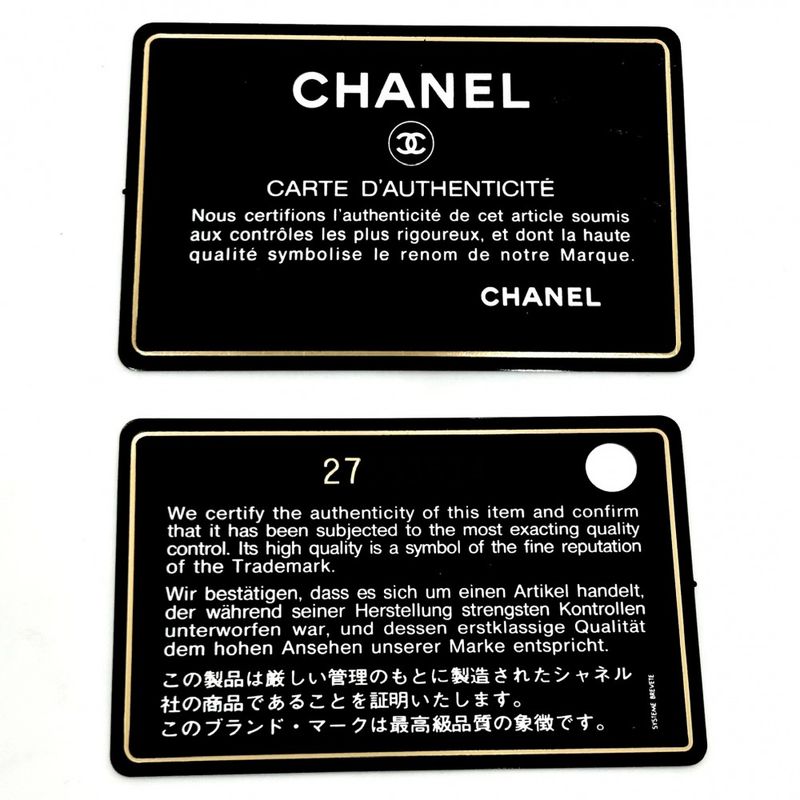 CHANEL
CARTE D'AUTHENTICITÉ
Nous certifions l'authenticité de cet article soumis
aux contrôles les plus rigoureux, et dont la haute
qualité symbolise le renom de notre Marque.
CHANEL
27
We certify the authenticity of this item and confirm
that it has been subjected to the most exacting quality
control. Its high quality is a symbol of the fine reputation
of the Trademark.
Wir bestätigen, dass es sich um einen Artikel handelt,
der während seiner Herstellung strengsten Kontrollen
unterworfen war, und dessen erstklassige Qualität
dem hohen Ansehen unserer Marke entspricht.
この製品は厳しい管理のもとに製造されたシャネル
社の商品であることを証明いたします。
このブランド・マークは最高級品質の象徴です。
SYSTEME BREVETE